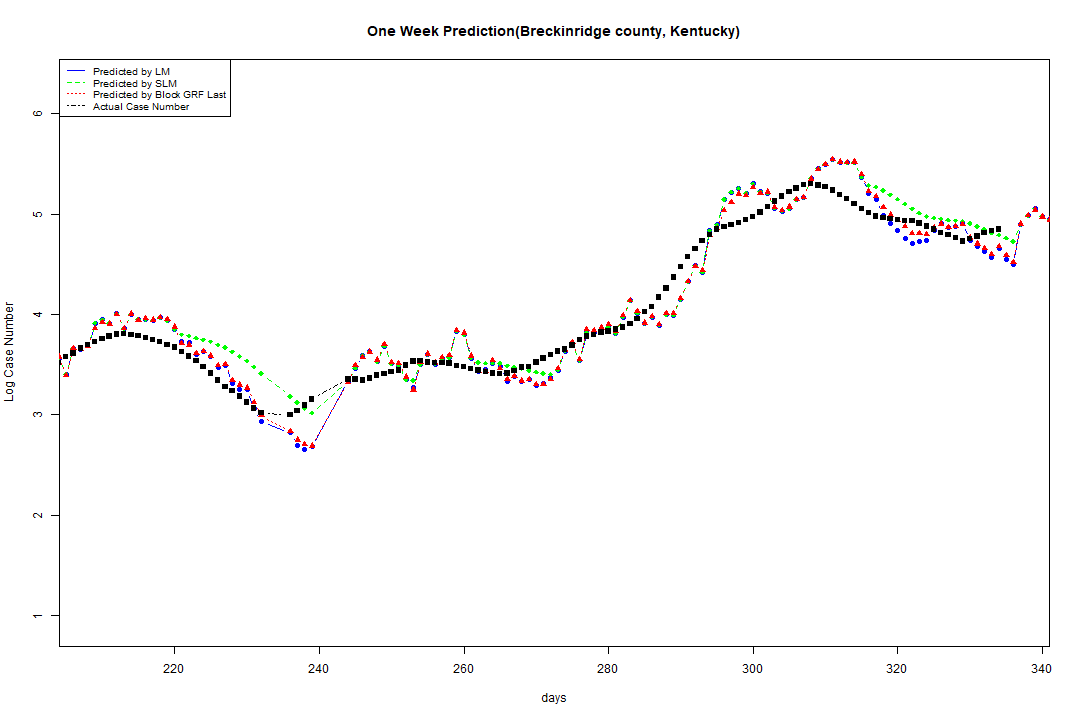 One Week Prediction(Breckinridge county, Kentucky)
Predicted by LM
Predicted by SLM
Predicted by Block GRF Last
Actual Case Number
6
5
4
3
2
1
Log Case Number
220 240 260 280 300 320 340
days